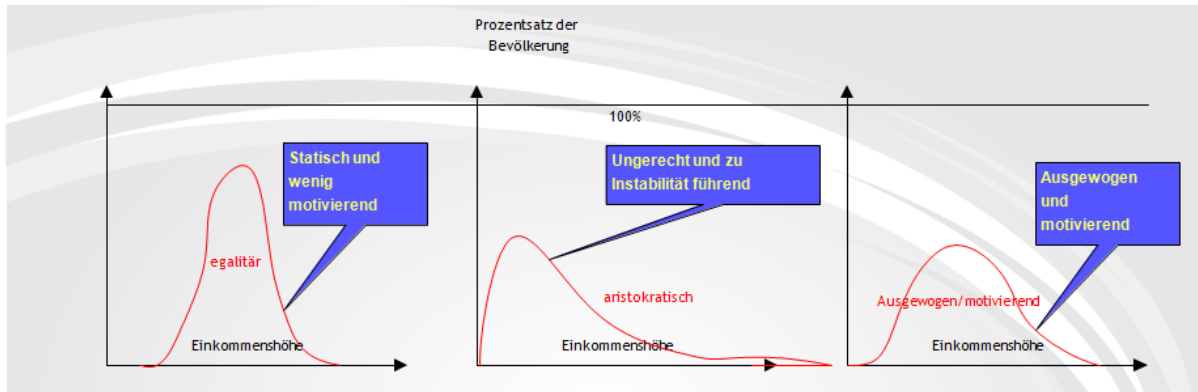 Prozentsatz der
Bevölkerung
100%
Statisch und
wenig
motivierend
egalitär
Einkommenshöhe
Ungerecht und zu
Instabilität führend
aristokratisch
Einkommenshöhe
Ausgewogen
und
motivierend
Ausgewogen/motivierend
Einkommenshöhe